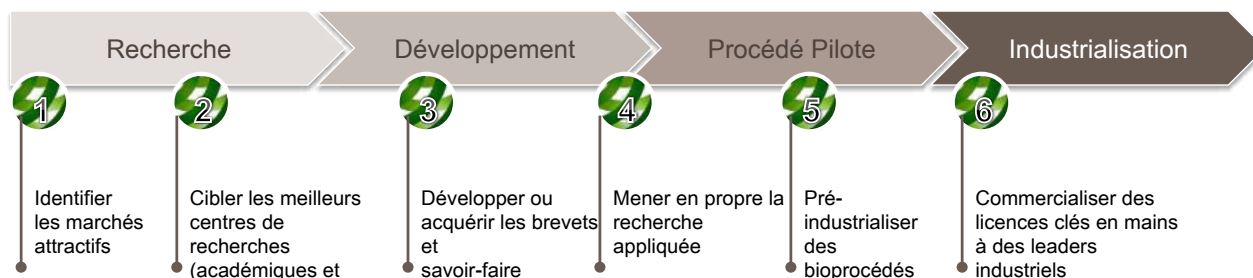 Recherche
Développement
Procédé Pilote
Industrialisation
1
2
3
4
5
6
Identifier
les marchés
attractifs
Cibler les meilleurs
centres de
recherches
(académiques et
Développer ou
acquérir les brevets
et
savoir-faire
Mener en propre la
recherche
appliquée
Pré-
industrialiser
des
bioprocédés
Commercialiser des
licences clés en mains
à des leaders
industriels